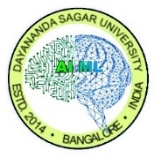 DAYANANDA SAGAR UNIVERSITY
AI ML
ESTD. 2014 • BANGALORE • INDIA